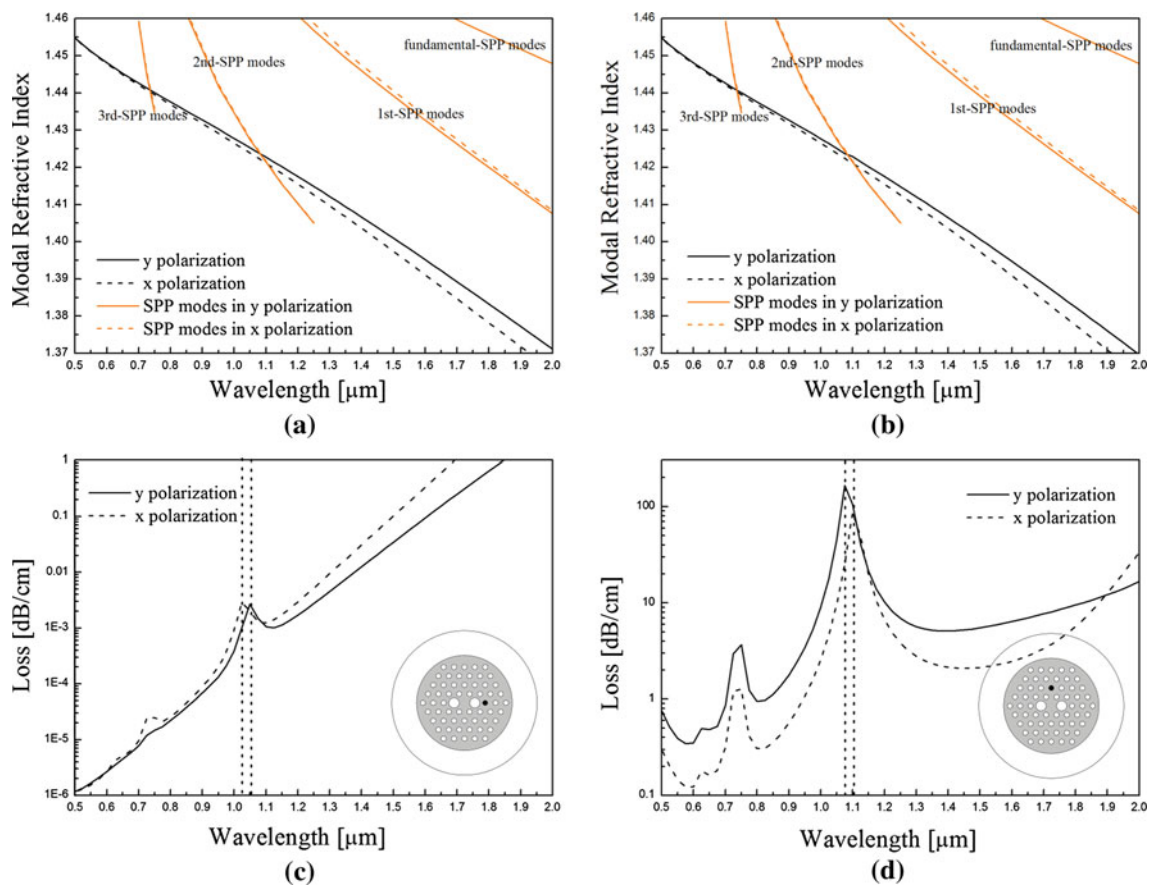 1.46
1.45
1.44
1.43
1.42
1.41
1.40
1.39
1.38
1.37
Modal Refractive Index
fundamental-SPP modes
2nd-SPP modes
3rd-SPP modes
1st-SPP modes
y polarization
x polarization
SPP modes in y polarization
SPP modes in x polarization
0.5 0.6 0.7 0.8 0.9 1.0 1.1 1.2 1.3 1.4 1.5 1.6 1.7 1.8 1.9 2.0
Wavelength [μm]
(a)
1.46
1.45
1.44
1.43
1.42
1.41
1.40
1.39
1.38
1.37
Modal Refractive Index
fundamental-SPP modes
2nd-SPP modes
3rd-SPP modes
1st-SPP modes
y polarization
x polarization
SPP modes in y polarization
SPP modes in x polarization
0.5 0.6 0.7 0.8 0.9 1.0 1.1 1.2 1.3 1.4 1.5 1.6 1.7 1.8 1.9 2.0
Wavelength [μm]
(b)
1
0.1
0.01
1E-3
1E-4
1E-5
1E-6
Loss [dB/cm]
y polarization
x polarization
0.5 0.6 0.7 0.8 0.9 1.0 1.1 1.2 1.3 1.4 1.5 1.6 1.7 1.8 1.9 2.0
Wavelength [μm]
(c)
100
10
1
0.1
Loss [dB/cm]
y polarization
x polarization
0.5 0.6 0.7 0.8 0.9 1.0 1.1 1.2 1.3 1.4 1.5 1.6 1.7 1.8 1.9 2.0
Wavelength [μm]
(d)